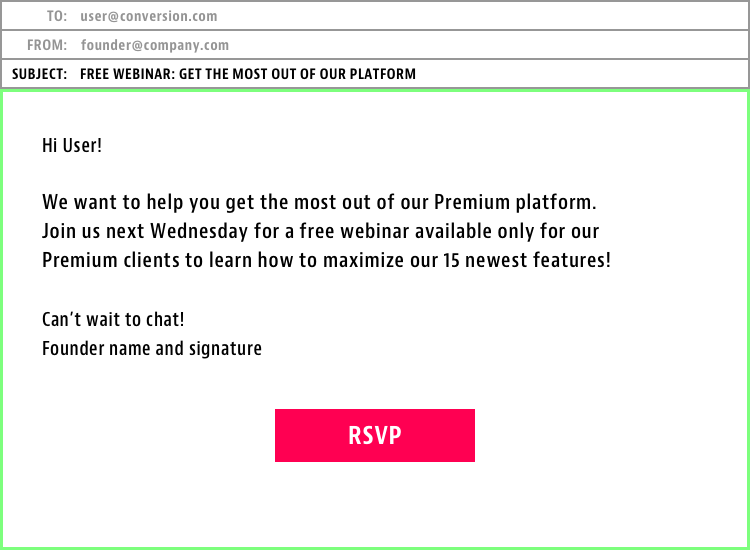 TO: user@conversion.com
FROM: founder@company.com
SUBJECT: FREE WEBINAR: GET THE MOST OUT OF OUR PLATFORM
Hi User!
We want to help you get the most out of our Premium platform.
Join us next Wednesday for a free webinar available only for our
Premium clients to learn how to maximize our 15 newest features!
Can't wait to chat!
Founder name and signature
RSVP